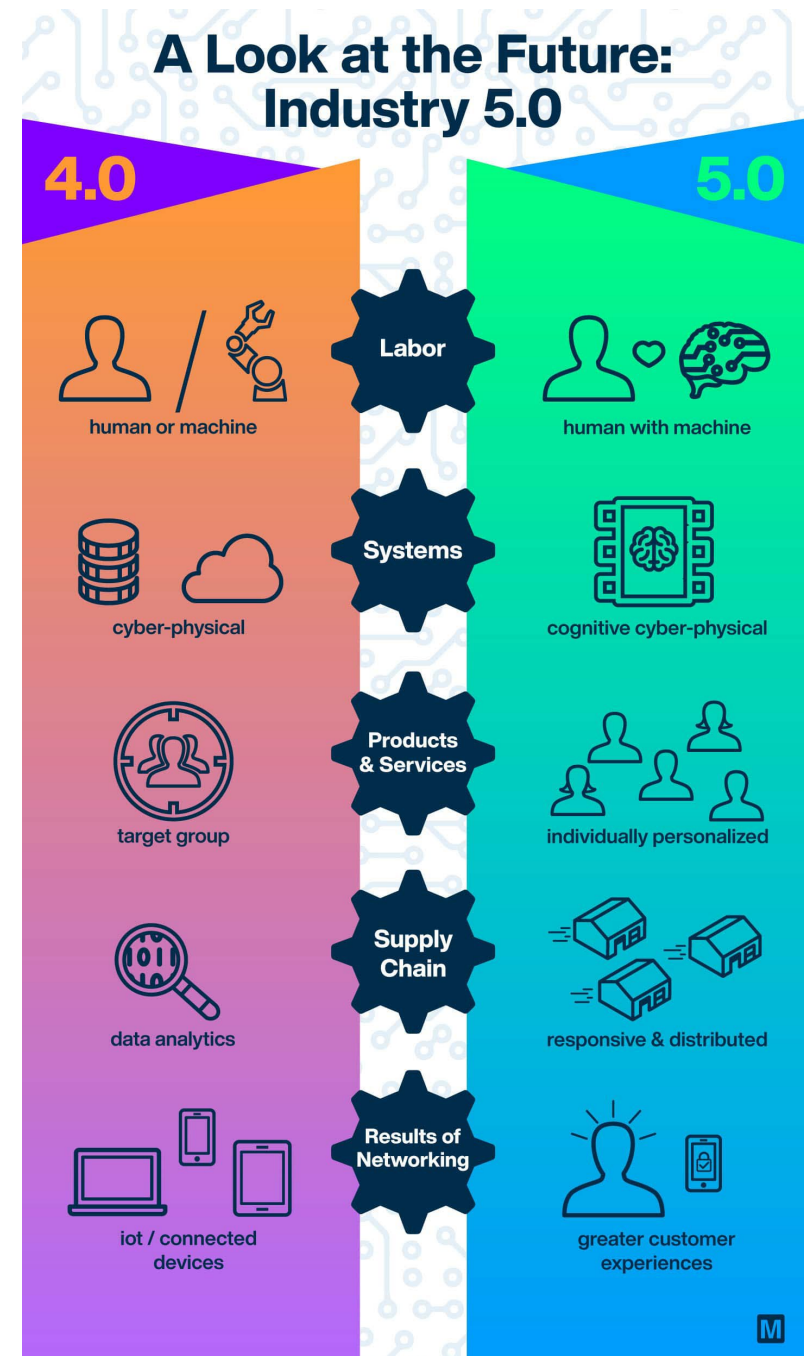 A Look at the Future:
Industry 5.0
4.0
5.0
Labor
human or machine
human with machine
Systems
cyber-physical
cognitive cyber-physical
Products
& Services
target group
individually personalized
Supply
Chain
data analytics
responsive & distributed
Results of
Networking
iot / connected
devices
greater customer
experiences
1011
M